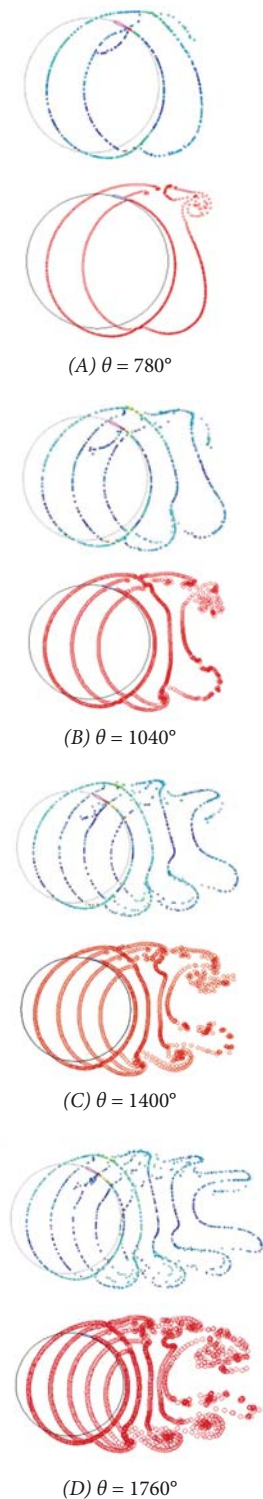 (A) θ = 780°
(B) θ = 1040°
(C) θ = 1400°
(D) θ = 1760°